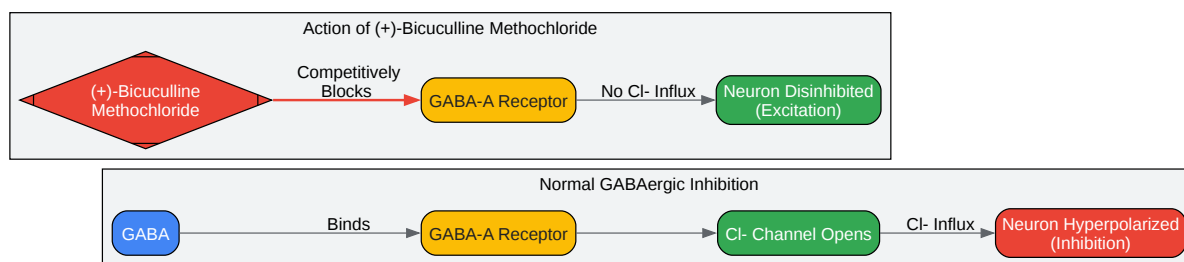 Action of (+)-Bicuculline Methochloride
(+)-Bicuculline
Methochloride
Competitively
Blocks
GABA-A Receptor
No Cl- Influx
Neuron Disinhibited
(Excitation)
Normal GABAergic Inhibition
GABA
Binds
GABA-A Receptor
Cl- Channel Opens
Cl- Influx
Neuron Hyperpolarized
(Inhibition)